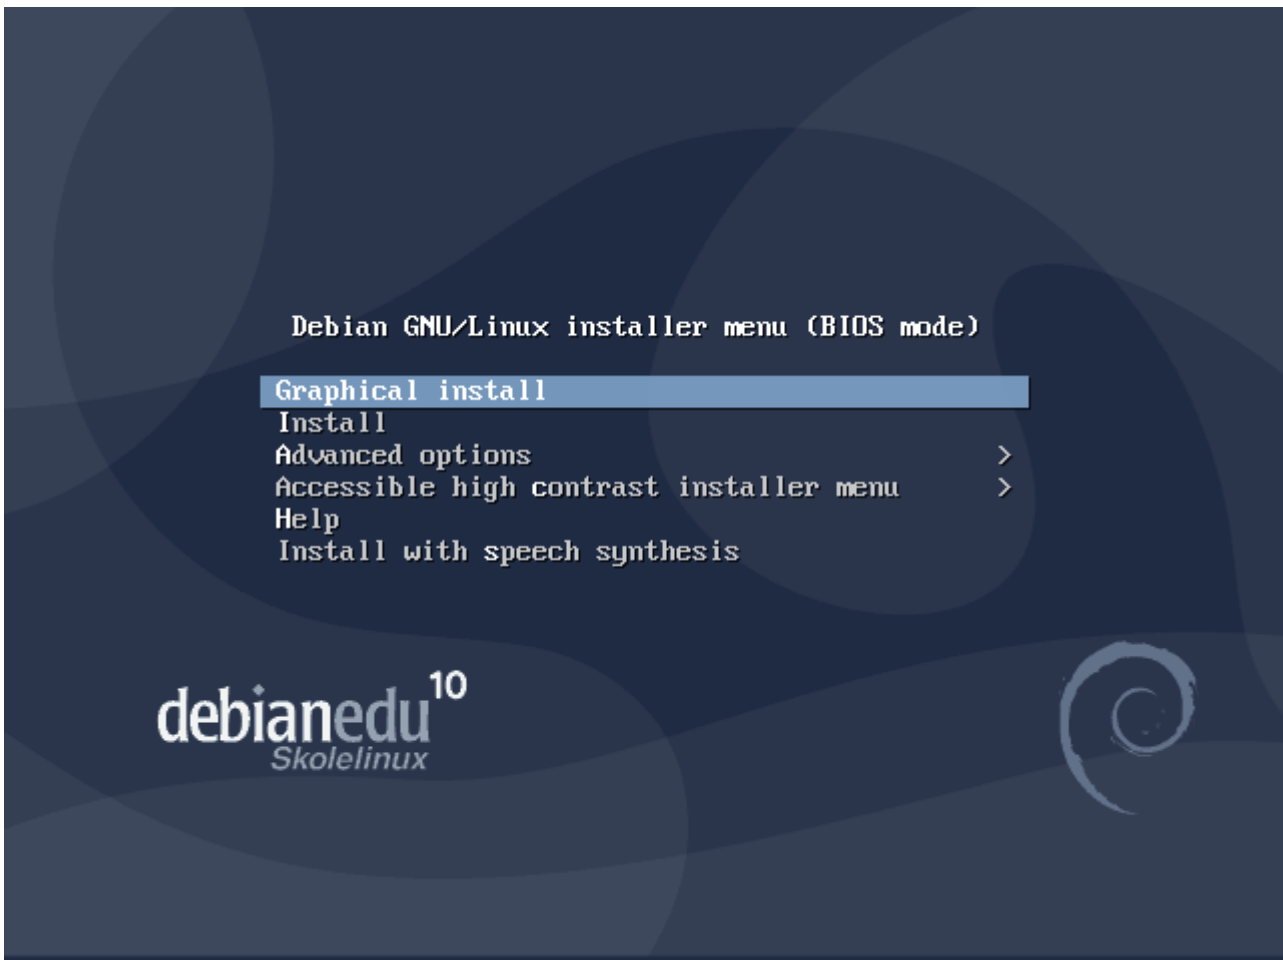 Debian GNU/Linux installer menu (BIOS mode)
Graphical install
Install
Advanced options >
Accessible high contrast installer menu >
Help
Install with speech synthesis
debianedu 10
Skolelinux